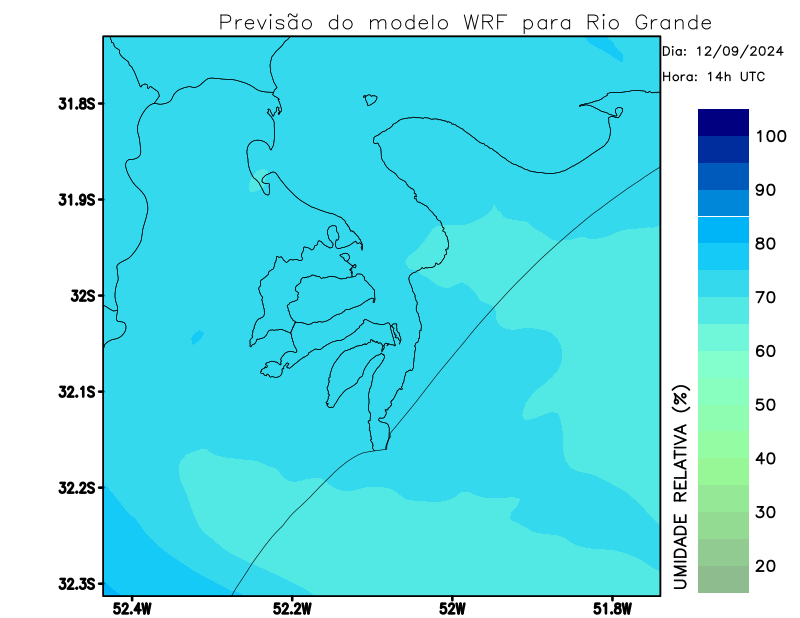 Previsão do modelo WRF para Rio Grande
Dia: 12/09/2024
Hora: 14h UTC
31.8S
31.9S
32S
32.1S
32.2S
32.3S
52.4W
52.2W
52W
51.8W
100
90
80
70
60
50
40
30
20
UMIDADE RELATIVA (%)